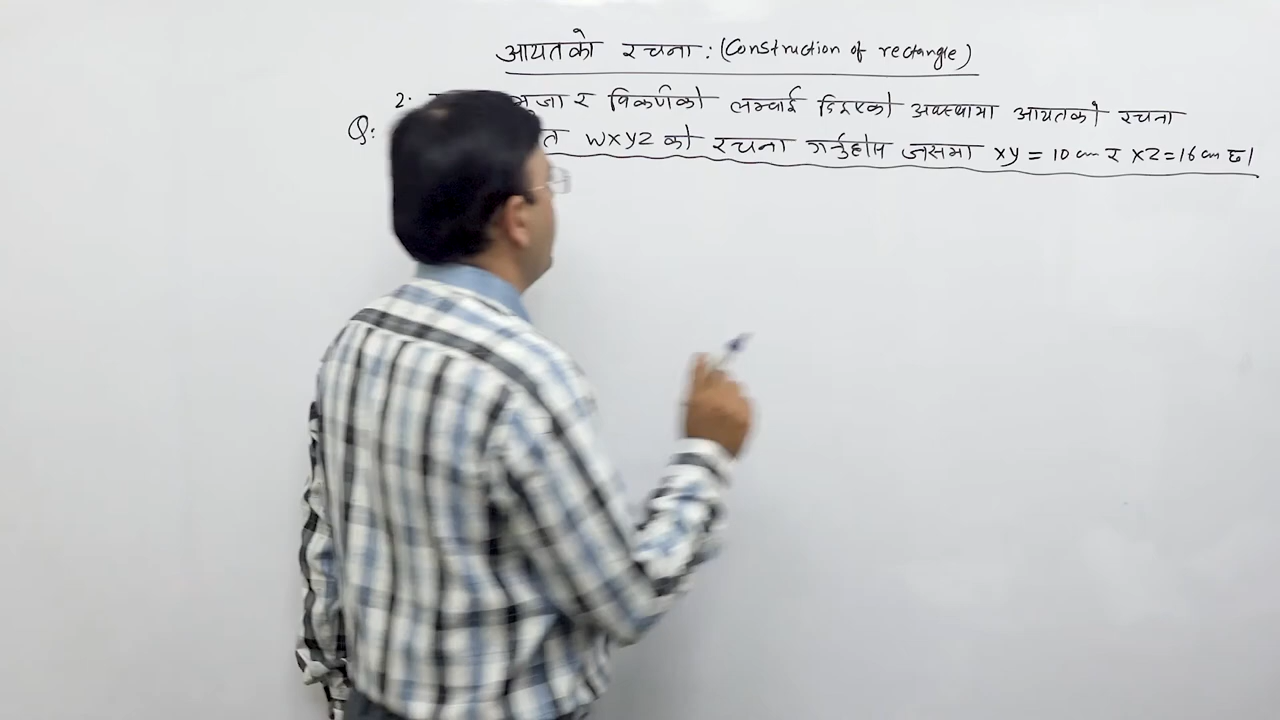 आयतको रचना : (Construction of rectangle)
2. र विकर्णको लम्बाई दिइएको अवस्थामा आयतको रचना
Q: WXYZ को रचना गर्नुहोस जसमा XY = 10 cm र XZ = 16 cm छ।